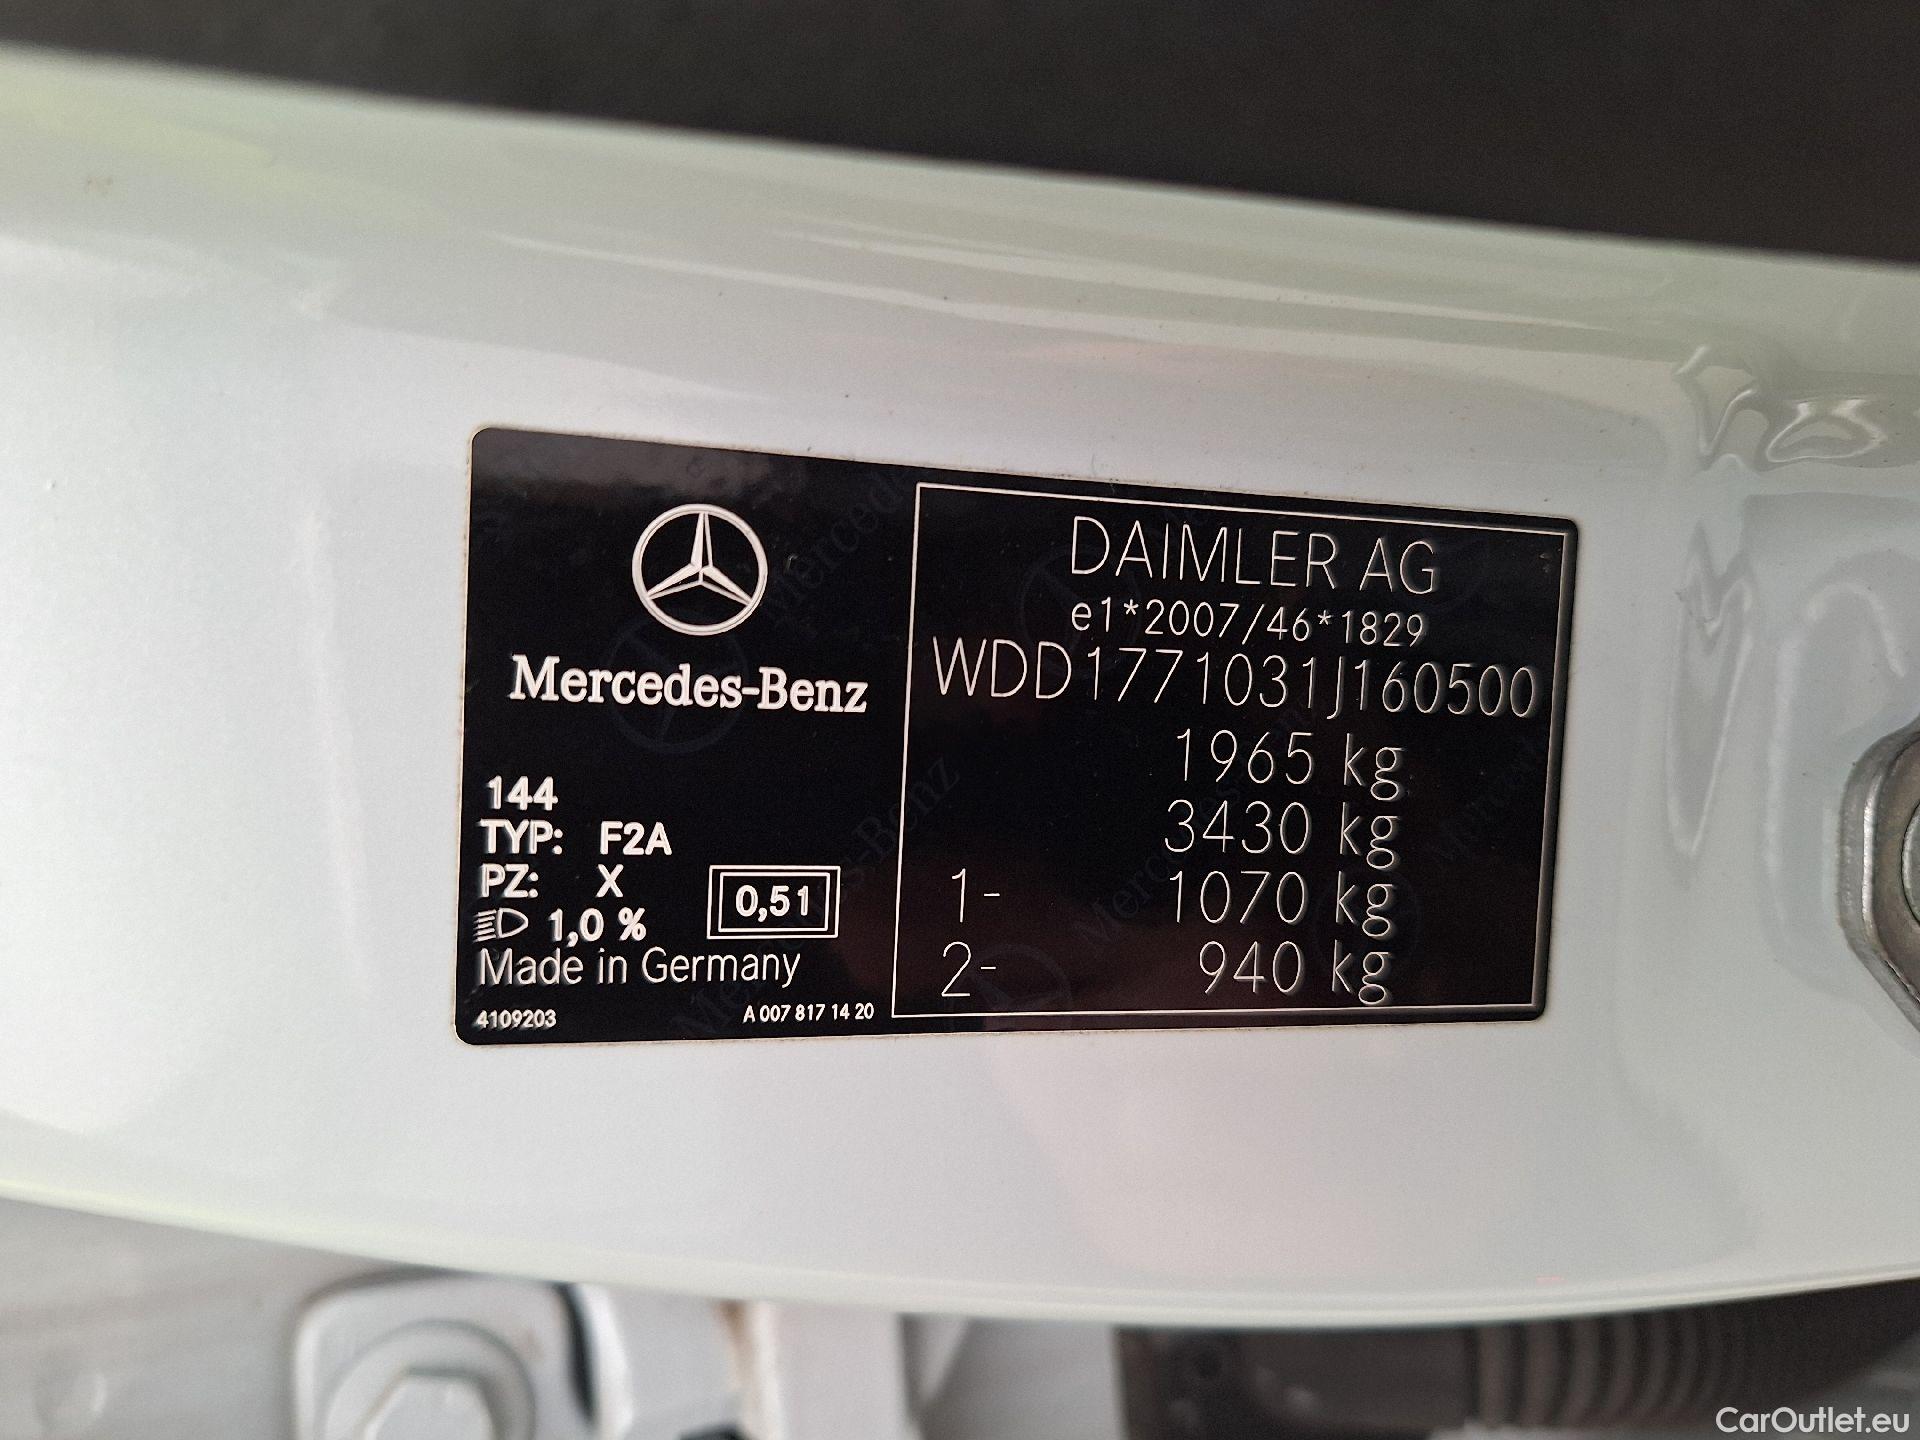 Mercedes-Benz
144
TYP: F2A
PZ: X
1,0 %
0,51
Made in Germany
4109203
A 007 817 14 20
DAIMLER AG
e1*2007/46*1829
WDD1771031J160500
1965 kg
3430 kg
1- 1070 kg
2- 940 kg
CarOutlet.eu